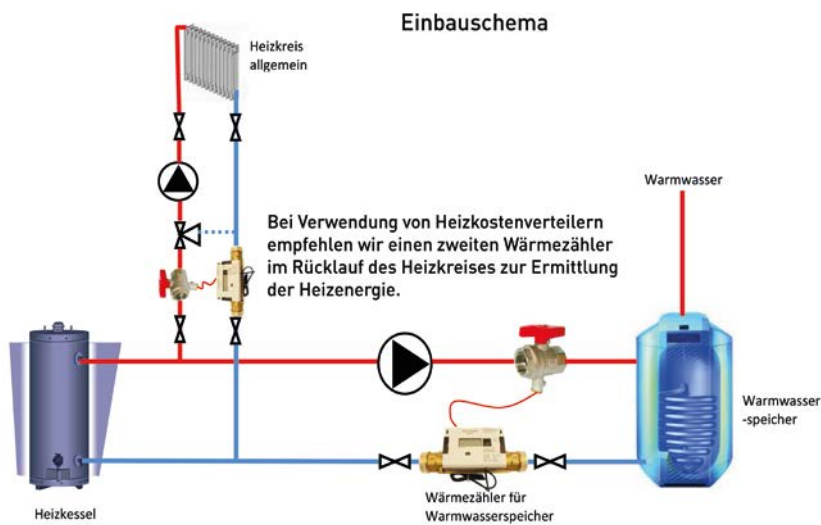 Einbauschema
Heizkreis
allgemein
Warmwasser
Bei Verwendung von Heizkostenverteilern
empfehlen wir einen zweiten Wärmezähler
im Rücklauf des Heizkreises zur Ermittlung
der Heizenergie.
Warmwasser
-speicher
Wärmezähler für
Warmwasserspeicher
Heizkessel